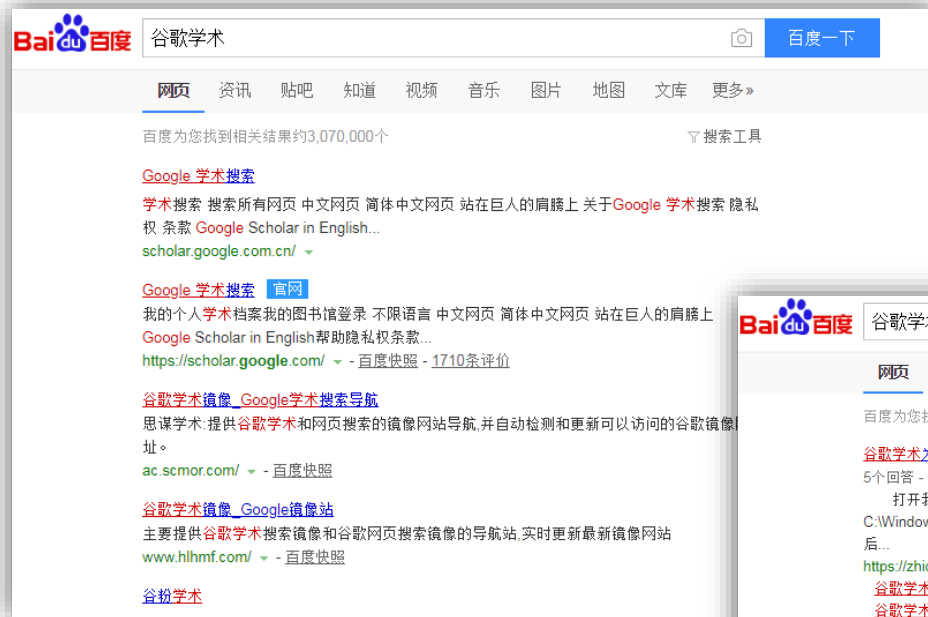 Bai du 百度 谷歌学术 百度一下
网页 资讯 贴吧 知道 视频 音乐 图片 地图 文库 更多»
百度为您找到相关结果约3,070,000个 搜索工具
Google 学术搜索
学术搜索 搜索所有网页 中文网页 简体中文网页 站在巨人的肩膀上 关于Google 学术搜索 隐私
权 条款 Google Scholar in English...
scholar.google.com.cn/
Google 学术搜索 官网
我的个人学术档案我的图书馆登录 不限语言 中文网页 简体中文网页 站在巨人的肩膀上
Google Scholar in English帮助隐私权条款...
https://scholar.google.com/ - 百度快照 - 1710条评价
谷歌学术镜像_Google学术搜索导航
思谋学术:提供谷歌学术和网页搜索的镜像网站导航,并自动检测和更新可以访问的谷歌镜像
址。
ac.scmor.com/ - 百度快照
谷歌学术镜像_Google镜像站
主要提供谷歌学术搜索镜像和谷歌网页搜索镜像的导航站,实时更新最新镜像网站
www.hlhmf.com/ - 百度快照
谷粉学术
Bai du 百度 谷歌学
网页
百度为您
谷歌学术
5个回答 -
打开
C:\Window
后...
https://zhi
谷歌学术
谷歌学术